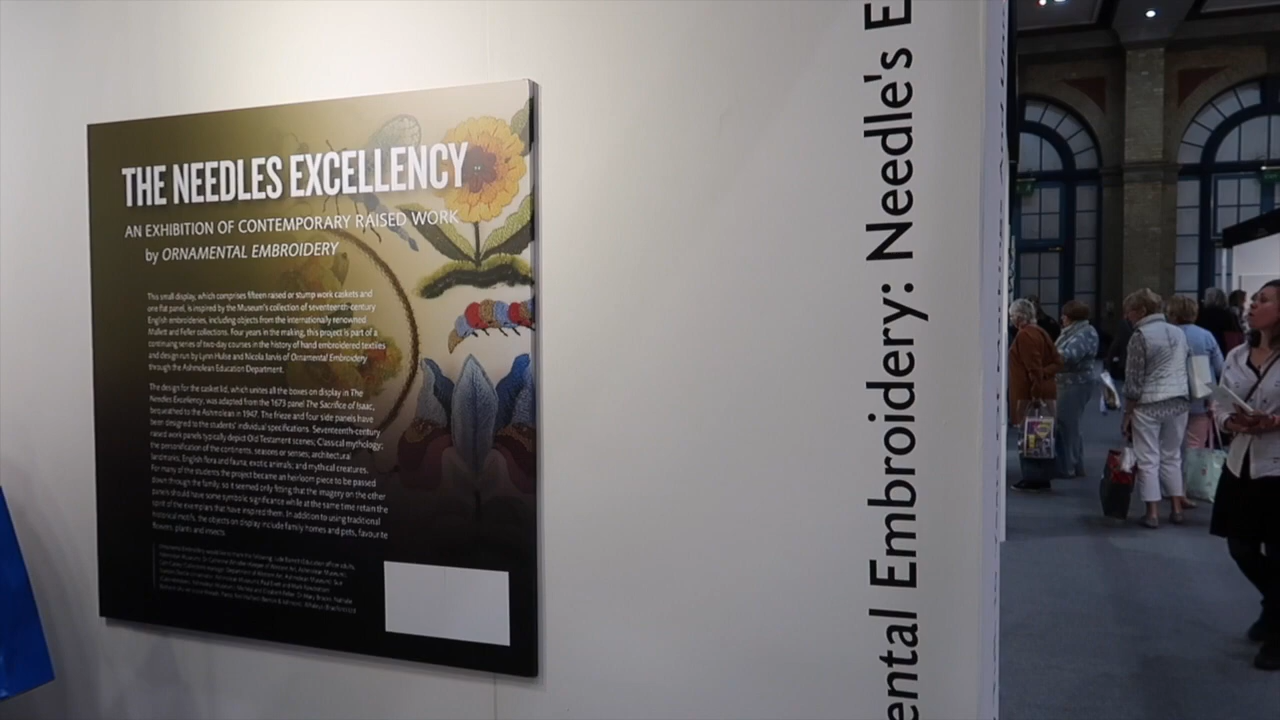 THE NEEDLES EXCELLENCY
AN EXHIBITION OF CONTEMPORARY RAISED WORK
by ORNAMENTAL EMBROIDERY
This small display, which comprises fifteen raised or stump work caskets and
one flat panel, is inspired by the Museum's collection of seventeenth-century
English embroideries, including objects from the internationally renowned
Mallett and Feller collections. Four years in the making, this project is part of a
continuing series of two-day courses in the history of hand embroidered textiles
and design run by Lynn Hulse and Nicola Jarvis of Ornamental Embroidery
through the Ashmolean Education Department.
The design for the casket lid, which unites all the boxes on display in The
Needles Excellency, was adapted from the 1673 panel The Sacrifice of Isaac,
bequeathed to the Ashmolean in 1947. The frieze and four side panels have
been designed to the students' individual specifications. Seventeenth-century
raised work panels typically depict Old Testament scenes; Classical mythology;
the personification of the continents, seasons or senses; architectural
landmarks, English flora and fauna, exotic animals; and mythical creatures.
For many of the students the project became an heirloom piece to be passed
down through the family, so it seemed only fitting that the imagery on the other
panels should have some symbolic significance while at the same time retain the
spirit of the exemplars that have inspired them. In addition to using traditional
historical motifs, the objects on display include family homes and pets, favourite
flowers, plants and insects.
ental Embroidery: Needle's E